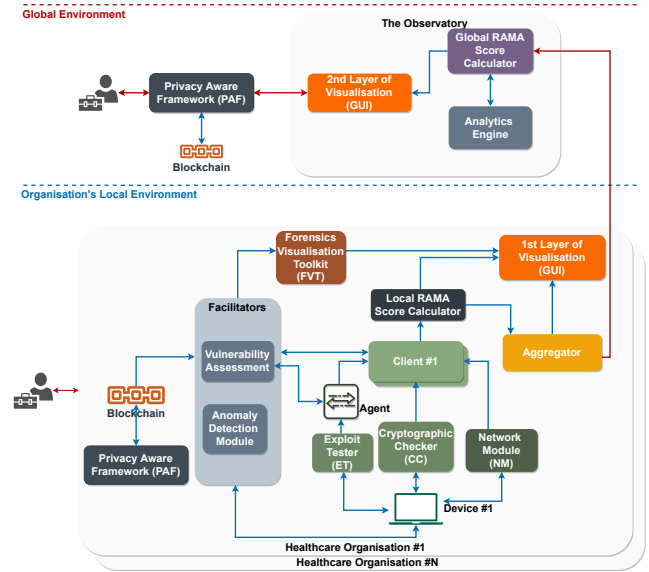 Global Environment
The Observatory
Global RAMA
Score
Calculator
Privacy Aware
Framework (PAF)
2nd Layer of
Visualisation
(GUI)
Analytics
Engine
Blockchain
Organisation's Local Environment
Forensics
Visualisation
Toolkit
(FVT)
1st Layer of
Visualisation
(GUI)
Local RAMA
Score Calculator
Facilitators
Vulnerability
Assessment
Client #1
Aggregator
Blockchain
Agent
Anomaly
Detection
Module
Exploit
Tester
(ET)
Cryptographic
Checker
(CC)
Network
Module
(NM)
Privacy Aware
Framework (PAF)
Device #1
Healthcare Organisation #1
Healthcare Organisation #N